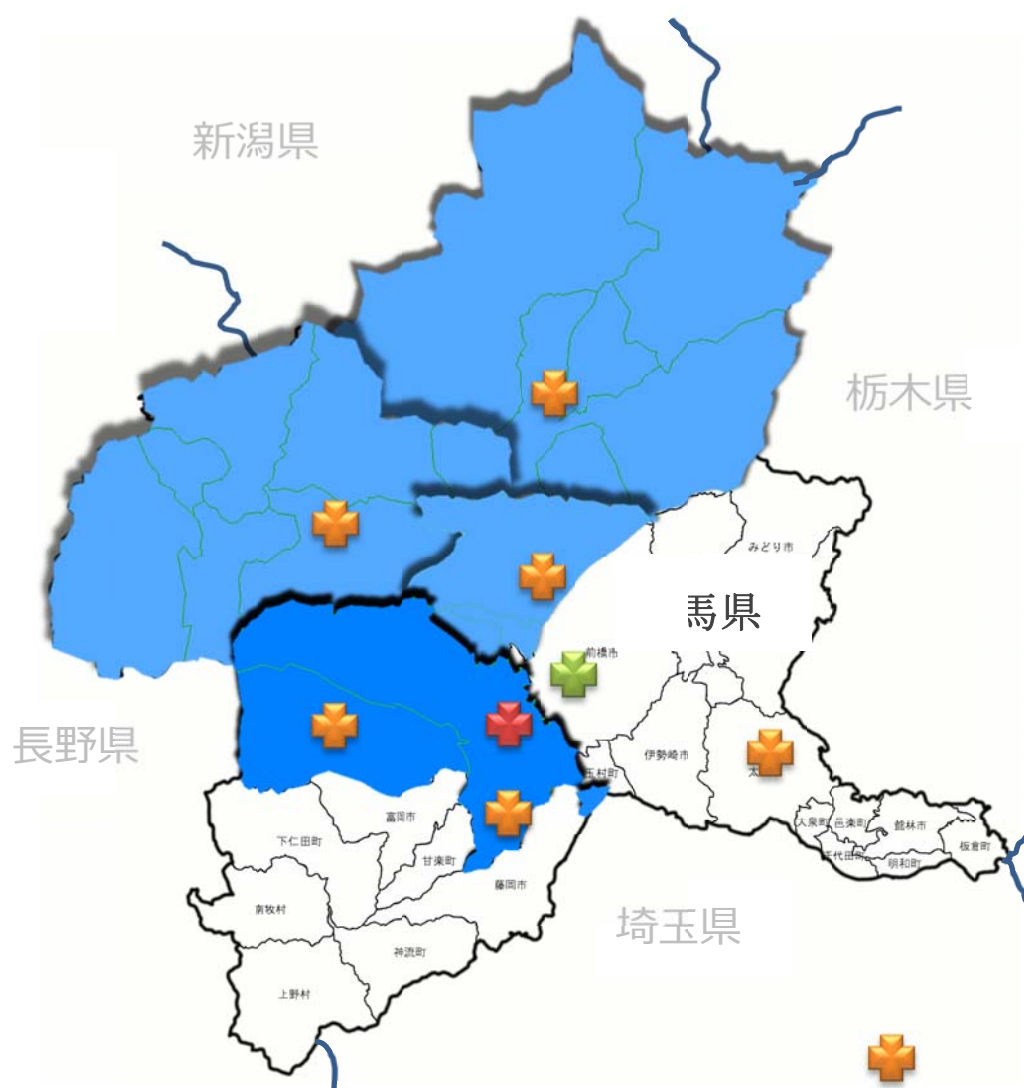 新潟県
栃木県
みどり市
馬県
前橋市
長野県
伊勢崎市
玉村町
太
大泉町
邑楽町
館林市
板倉町
千代田町
明和町
富岡市
下仁田町
甘楽町
藤岡市
南牧村
埼玉県
神流町
上野村